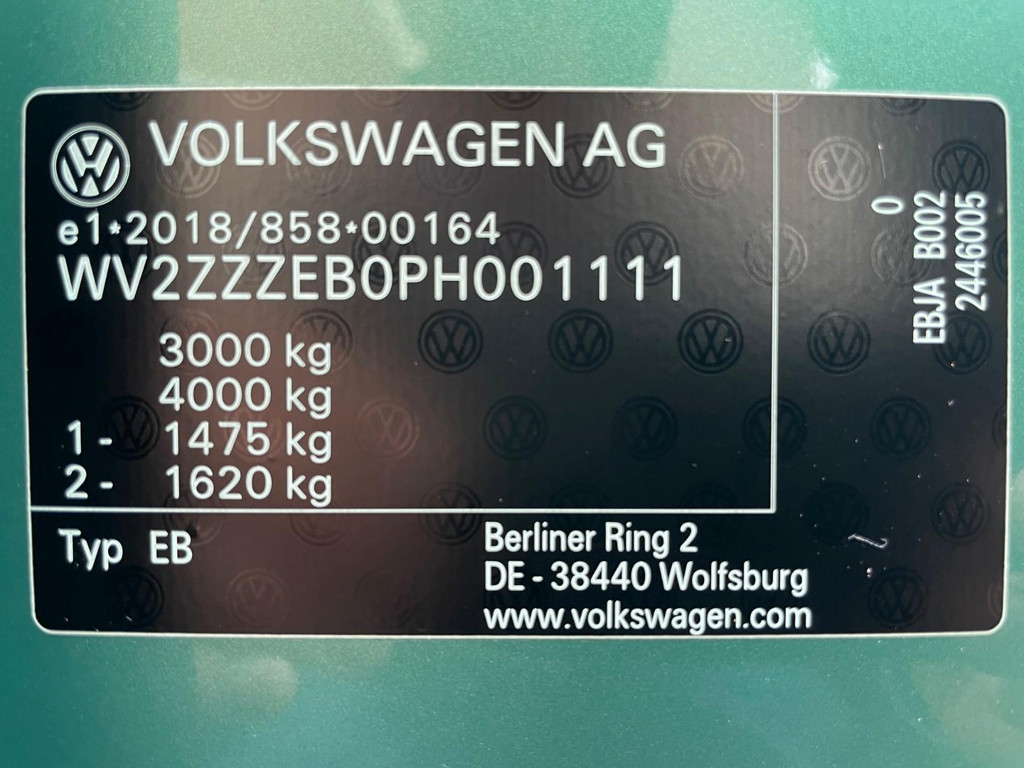 VOLKSWAGEN AG
e1*2018/858*00164
WV2ZZZEB0PH001111
3000 kg
4000 kg
1- 1475 kg
2- 1620 kg
Typ EB
Berliner Ring 2
DE - 38440 Wolfsburg
www.volkswagen.com
0
EBJA B002
2446005